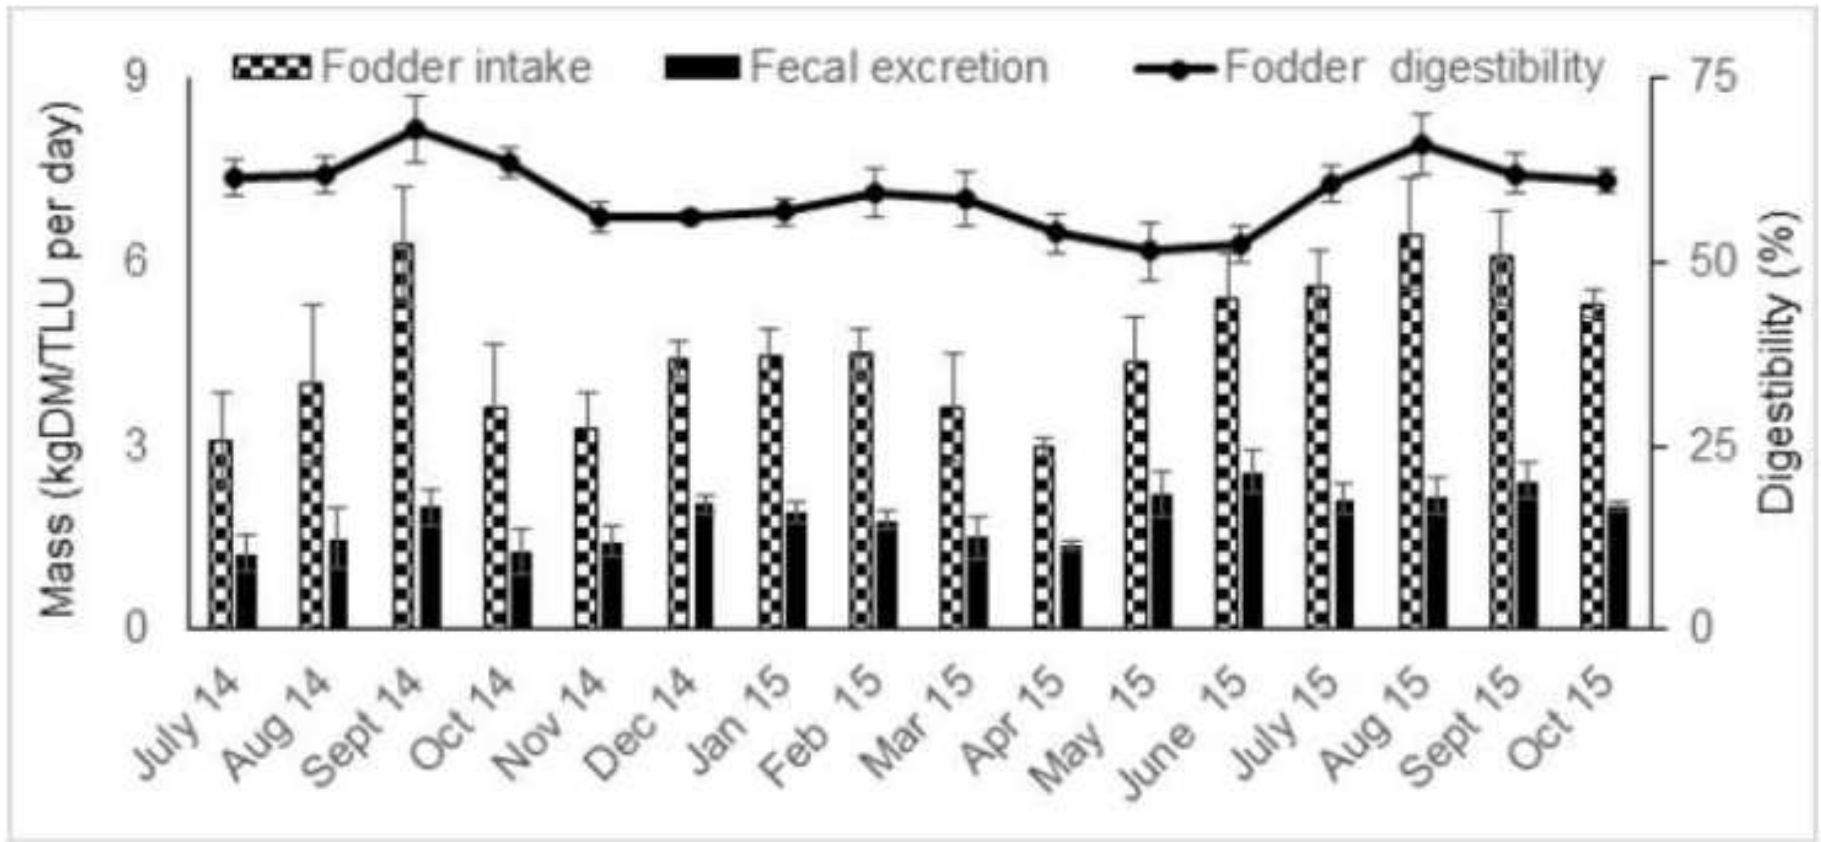 Fodder intake Fecal excretion Fodder digestibility
Mass (kgDM/TLU per day)
9
6
3
0
75
50
25
0
Digestibility (%)
July 14 Aug 14 Sept 14 Oct 14 Nov 14 Dec 14 Jan 15 Feb 15 Mar 15 Apr 15 May 15 June 15 July 15 Aug 15 Sept 15 Oct 15